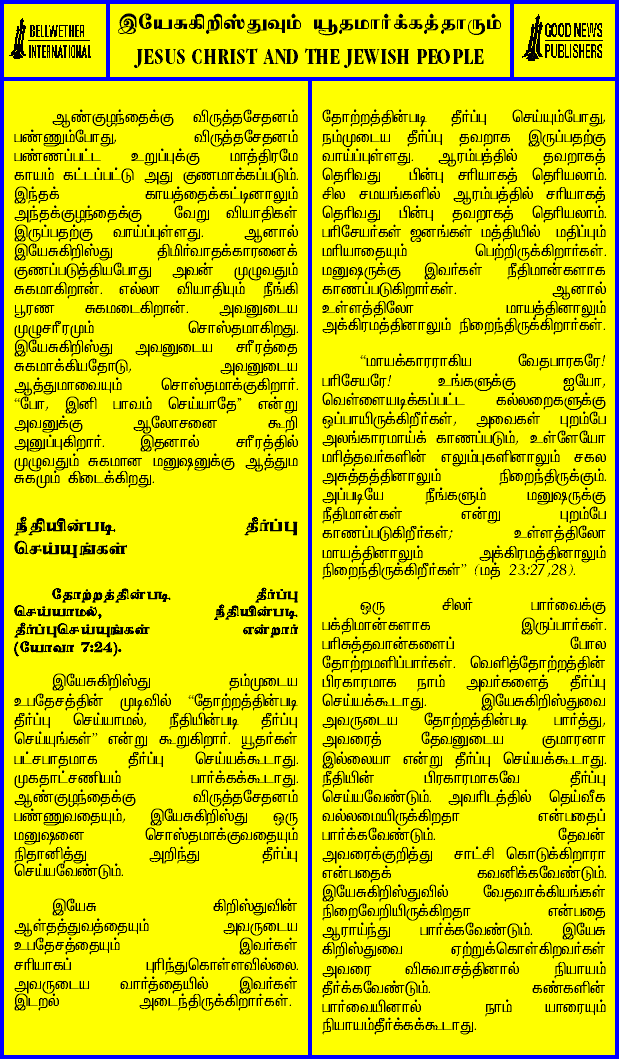 BELLWETHER
INTERNATIONAL
இயேசுகிறிஸ்துவும் யூதமார்க்கத்தாரும்
JESUS CHRIST AND THE JEWISH PEOPLE
GOOD NEWS
PUBLISHERS
ஆண்குழந்தைக்கு விருத்தசேதனம்
பண்ணும்போது, விருத்தசேதனம்
பண்ணப்பட்ட உறுப்புக்கு மாத்திரமே
காயம் கட்டப்பட்டு அது குணமாக்கப்படும்.
இந்தக் காயத்தைக்கட்டினாலும்
அந்தக்குழந்தைக்கு வேறு வியாதிகள்
இருப்பதற்கு வாய்ப்புள்ளது. ஆனால்
இயேசுகிறிஸ்து திமிர்வாதக்காரனைக்
குணப்படுத்தியபோது அவன் முழுவதும்
சுகமாகிறான். எல்லா வியாதியும் நீங்கி
பூரண சுகமடைகிறான். அவனுடைய
முழுசரீரமும் சொஸ்தமாகிறது.
இயேசுகிறிஸ்து அவனுடைய சரீரத்தை
சுகமாக்கியதோடு, அவனுடைய
ஆத்துமாவையும் சொஸ்தமாக்குகிறார்.
“போ, இனி பாவம் செய்யாதே” என்று
அவனுக்கு ஆலோசனை கூறி
அனுப்புகிறார். இதனால் சரீரத்தில்
முழுவதும் சுகமான மனுஷனுக்கு ஆத்தும
சுகமும் கிடைக்கிறது.
நீதியின்படி தீர்ப்பு
செய்யுங்கள்
தோற்றத்தின்படி தீர்ப்பு
செய்யாமல், நீதியின்படி
தீர்ப்புசெய்யுங்கள் என்றார்
(யோவா 7:24).
இயேசுகிறிஸ்து தம்முடைய
உபதேசத்தின் முடிவில் “தோற்றத்தின்படி
தீர்ப்பு செய்யாமல், நீதியின்படி தீர்ப்பு
செய்யுங்கள்” என்று கூறுகிறார். யூதர்கள்
பட்சபாதமாக தீர்ப்பு செய்யக்கூடாது.
முகதாட்சணியம் பார்க்கக்கூடாது.
ஆண்குழந்தைக்கு விருத்தசேதனம்
பண்ணுவதையும், இயேசுகிறிஸ்து ஒரு
மனுஷனை சொஸ்தமாக்குவதையும்
நிதானித்து அறிந்து தீர்ப்பு
செய்யவேண்டும்.
இயேசு கிறிஸ்துவின்
ஆள்தத்துவத்தையும் அவருடைய
உபதேசத்தையும் இவர்கள்
சரியாகப் புரிந்துகொள்ளவில்லை.
அவருடைய வார்த்தையில் இவர்கள்
இடறல் அடைந்திருக்கிறார்கள்.
தோற்றத்தின்படி தீர்ப்பு செய்யும்போது,
நம்முடைய தீர்ப்பு தவறாக இருப்பதற்கு
வாய்ப்புள்ளது. ஆரம்பத்தில் தவறாகத்
தெரிவது பின்பு சரியாகத் தெரியலாம்.
சில சமயங்களில் ஆரம்பத்தில் சரியாகத்
தெரிவது பின்பு தவறாகத் தெரியலாம்.
பரிசேயர்கள் ஜனங்கள் மத்தியில் மதிப்பும்
மரியாதையும் பெற்றிருக்கிறார்கள்.
மனுஷருக்கு இவர்கள் நீதிமான்களாக
காணப்படுகிறார்கள். ஆனால்
உள்ளத்திலோ மாயத்தினாலும்
அக்கிரமத்தினாலும் நிறைந்திருக்கிறார்கள்.
“மாயக்காரராகிய வேதபாரகரே!
பரிசேயரே! உங்களுக்கு ஐயோ,
வெள்ளையடிக்கப்பட்ட கல்லறைகளுக்கு
ஒப்பாயிருக்கிறீர்கள், அவைகள் புறம்பே
அலங்காரமாய்க் காணப்படும், உள்ளேயோ
மரித்தவர்களின் எலும்புகளினாலும் சகல
அசுத்தத்தினாலும் நிறைந்திருக்கும்.
அப்படியே நீங்களும் மனுஷருக்கு
நீதிமான்கள் என்று புறம்பே
காணப்படுகிறீர்கள்; உள்ளத்திலோ
மாயத்தினாலும் அக்கிரமத்தினாலும்
நிறைந்திருக்கிறீர்கள்” (மத் 23:27,28).
ஒரு சிலர் பார்வைக்கு
பக்திமான்களாக இருப்பார்கள்.
பரிசுத்தவான்களைப் போல
தோற்றமளிப்பார்கள். வெளித்தோற்றத்தின்
பிரகாரமாக நாம் அவர்களைத் தீர்ப்பு
செய்யக்கூடாது. இயேசுகிறிஸ்துவை
அவருடைய தோற்றத்தின்படி பார்த்து,
அவரைத் தேவனுடைய குமாரனா
இல்லையா என்று தீர்ப்பு செய்யக்கூடாது.
நீதியின் பிரகாரமாகவே தீர்ப்பு
செய்யவேண்டும். அவரிடத்தில் தெய்வீக
வல்லமையிருக்கிறதா என்பதைப்
பார்க்கவேண்டும். தேவன்
அவரைக்குறித்து சாட்சி கொடுக்கிறாரா
என்பதைக் கவனிக்கவேண்டும்.
இயேசுகிறிஸ்துவில் வேதவாக்கியங்கள்
நிறைவேறியிருக்கிறதா என்பதை
ஆராய்ந்து பார்க்கவேண்டும். இயேசு
கிறிஸ்துவை ஏற்றுக்கொள்கிறவர்கள்
அவரை விசுவாசத்தினால் நியாயம்
தீர்க்கவேண்டும். கண்களின்
பார்வையினால் நாம் யாரையும்
நியாயம்தீர்க்கக்கூடாது.